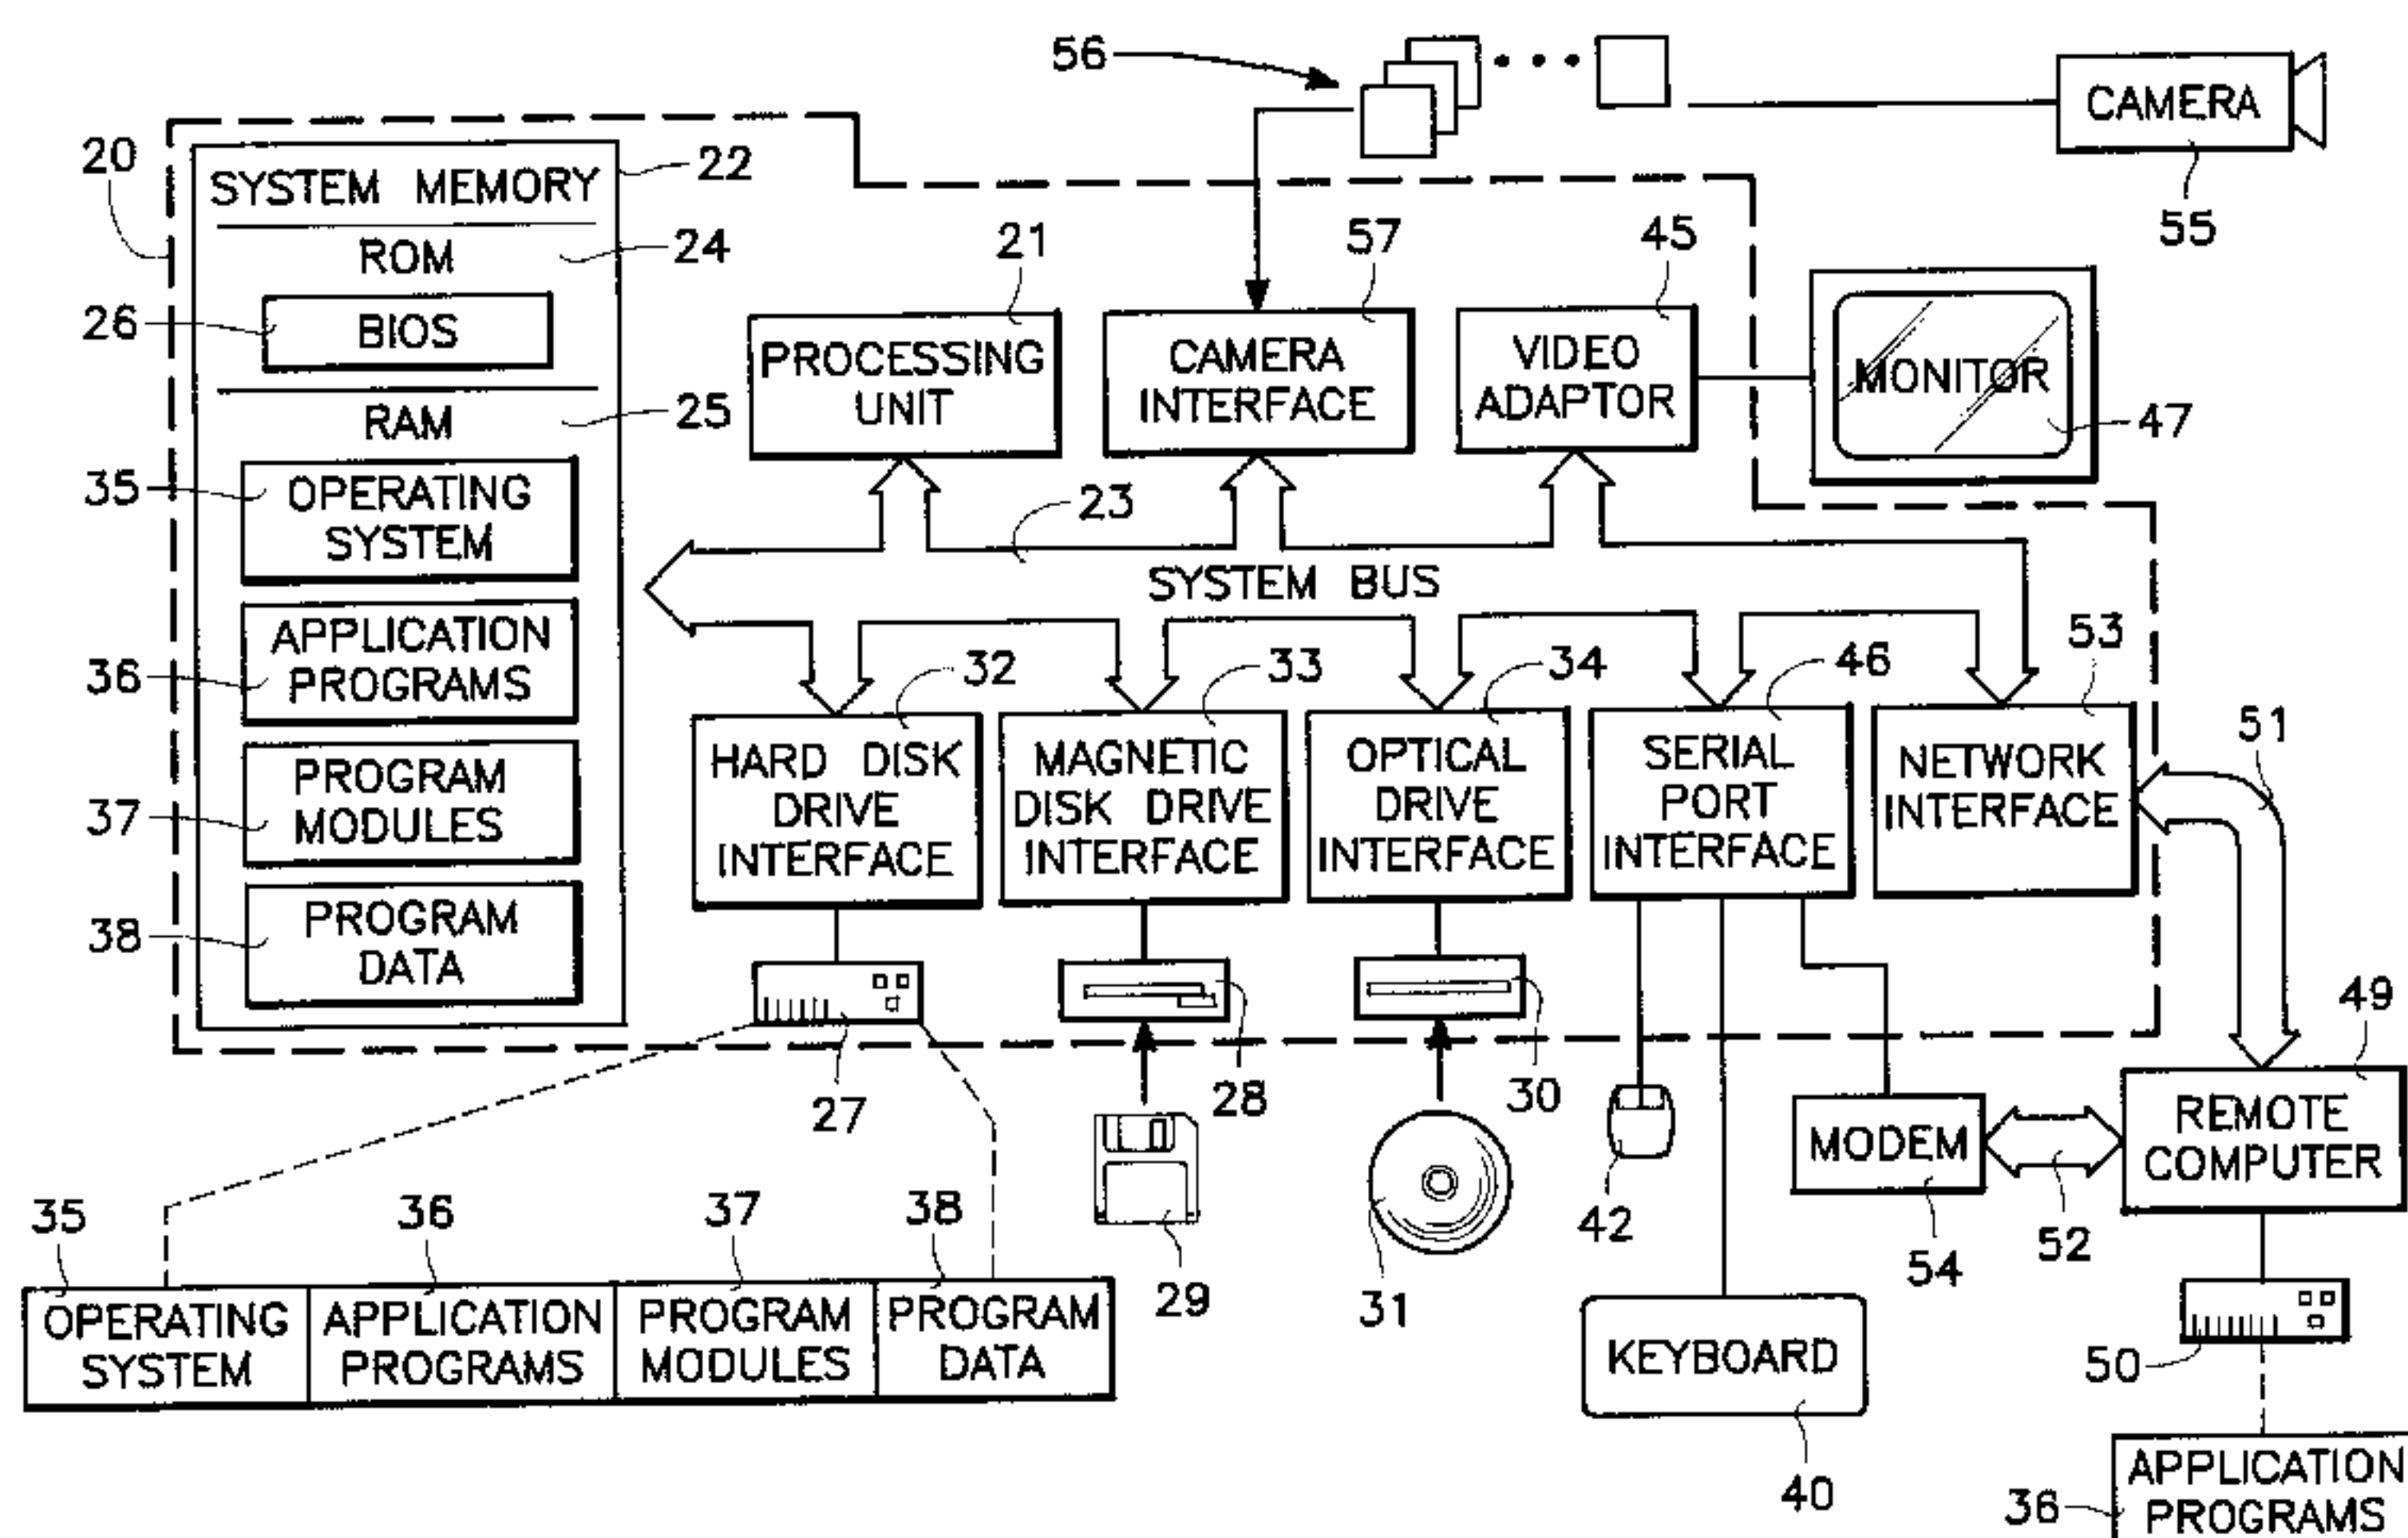 56
CAMERA
55
20
22
SYSTEM MEMORY
ROM
24
26
BIOS
RAM
25
35
OPERATING
SYSTEM
36
APPLICATION
PROGRAMS
37
PROGRAM
MODULES
38
PROGRAM
DATA
21
PROCESSING
UNIT
57
CAMERA
INTERFACE
45
VIDEO
ADAPTOR
MONITOR
47
23
SYSTEM BUS
32
HARD DISK
DRIVE
INTERFACE
33
MAGNETIC
DISK DRIVE
INTERFACE
34
OPTICAL
DRIVE
INTERFACE
46
SERIAL
PORT
INTERFACE
53
NETWORK
INTERFACE
51
27
28
30
49
REMOTE
COMPUTER
MODEM
54
52
42
29
31
35
OPERATING
SYSTEM
36
APPLICATION
PROGRAMS
37
PROGRAM
MODULES
38
PROGRAM
DATA
KEYBOARD
40
50
36
APPLICATION
PROGRAMS